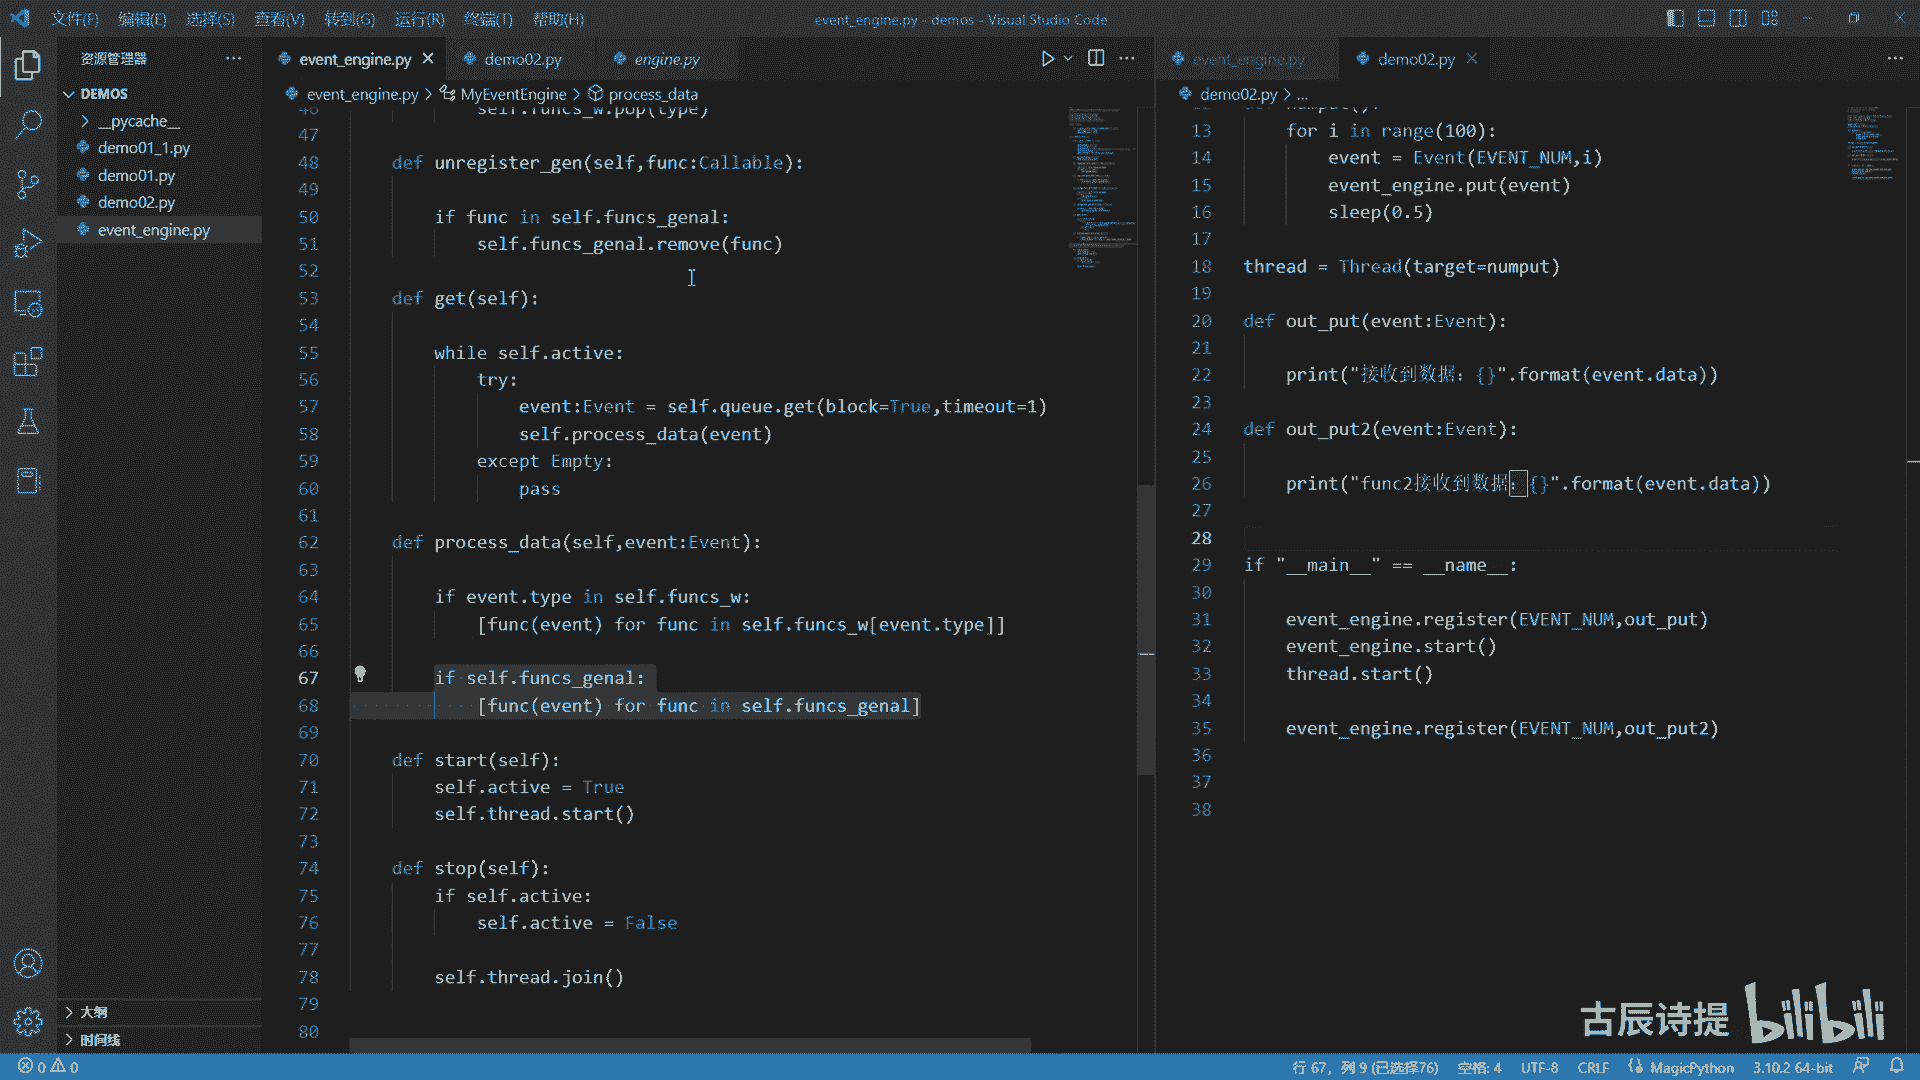 文件(F) 编辑(E) 选择(S) 查看(V) 转到(G) 运行(R) 终端(T) 帮助(H)
event_engine.py - demos - Visual Studio Code
资源管理器
DEMOS
__pycache__
demo01_1.py
demo01.py
demo02.py
event_engine.py
大纲
时间线
event_engine.py demo02.py engine.py
event_engine.py > MyEventEngine > process_data
46 self.funcs_w.pop(type)
47
48 def unregister_gen(self,func:Callable):
49
50 if func in self.funcs_genal:
51 self.funcs_genal.remove(func)
52
53 def get(self):
54
55 while self.active:
56 try:
57 event:Event = self.queue.get(block=True,timeout=1)
58 self.process_data(event)
59 except Empty:
60 pass
61
62 def process_data(self,event:Event):
63
64 if event.type in self.funcs_w:
65 [func(event) for func in self.funcs_w[event.type]]
66
67 if self.funcs_genal:
68 [func(event) for func in self.funcs_genal]
69
70 def start(self):
71 self.active = True
72 self.thread.start()
73
74 def stop(self):
75 if self.active:
76 self.active = False
77
78 self.thread.join()
79
80
event_engine.py demo02.py
demo02.py > ...
def numput():
13 for i in range(100):
14 event = Event(EVENT_NUM,i)
15 event_engine.put(event)
16 sleep(0.5)
17
18 thread = Thread(target=numput)
19
20 def out_put(event:Event):
21
22 print("接收到数据：{}".format(event.data))
23
24 def out_put2(event:Event):
25
26 print("func2接收到数据：{}".format(event.data))
27
28
29 if "__main__" == __name__:
30
31 event_engine.register(EVENT_NUM,out_put)
32 event_engine.start()
33 thread.start()
34
35 event_engine.register(EVENT_NUM,out_put2)
36
37
38
古辰诗提 bilibili
0 0
行 67，列 9 (已选择76) 空格: 4 UTF-8 CRLF MagicPython 3.10.2 64-bit